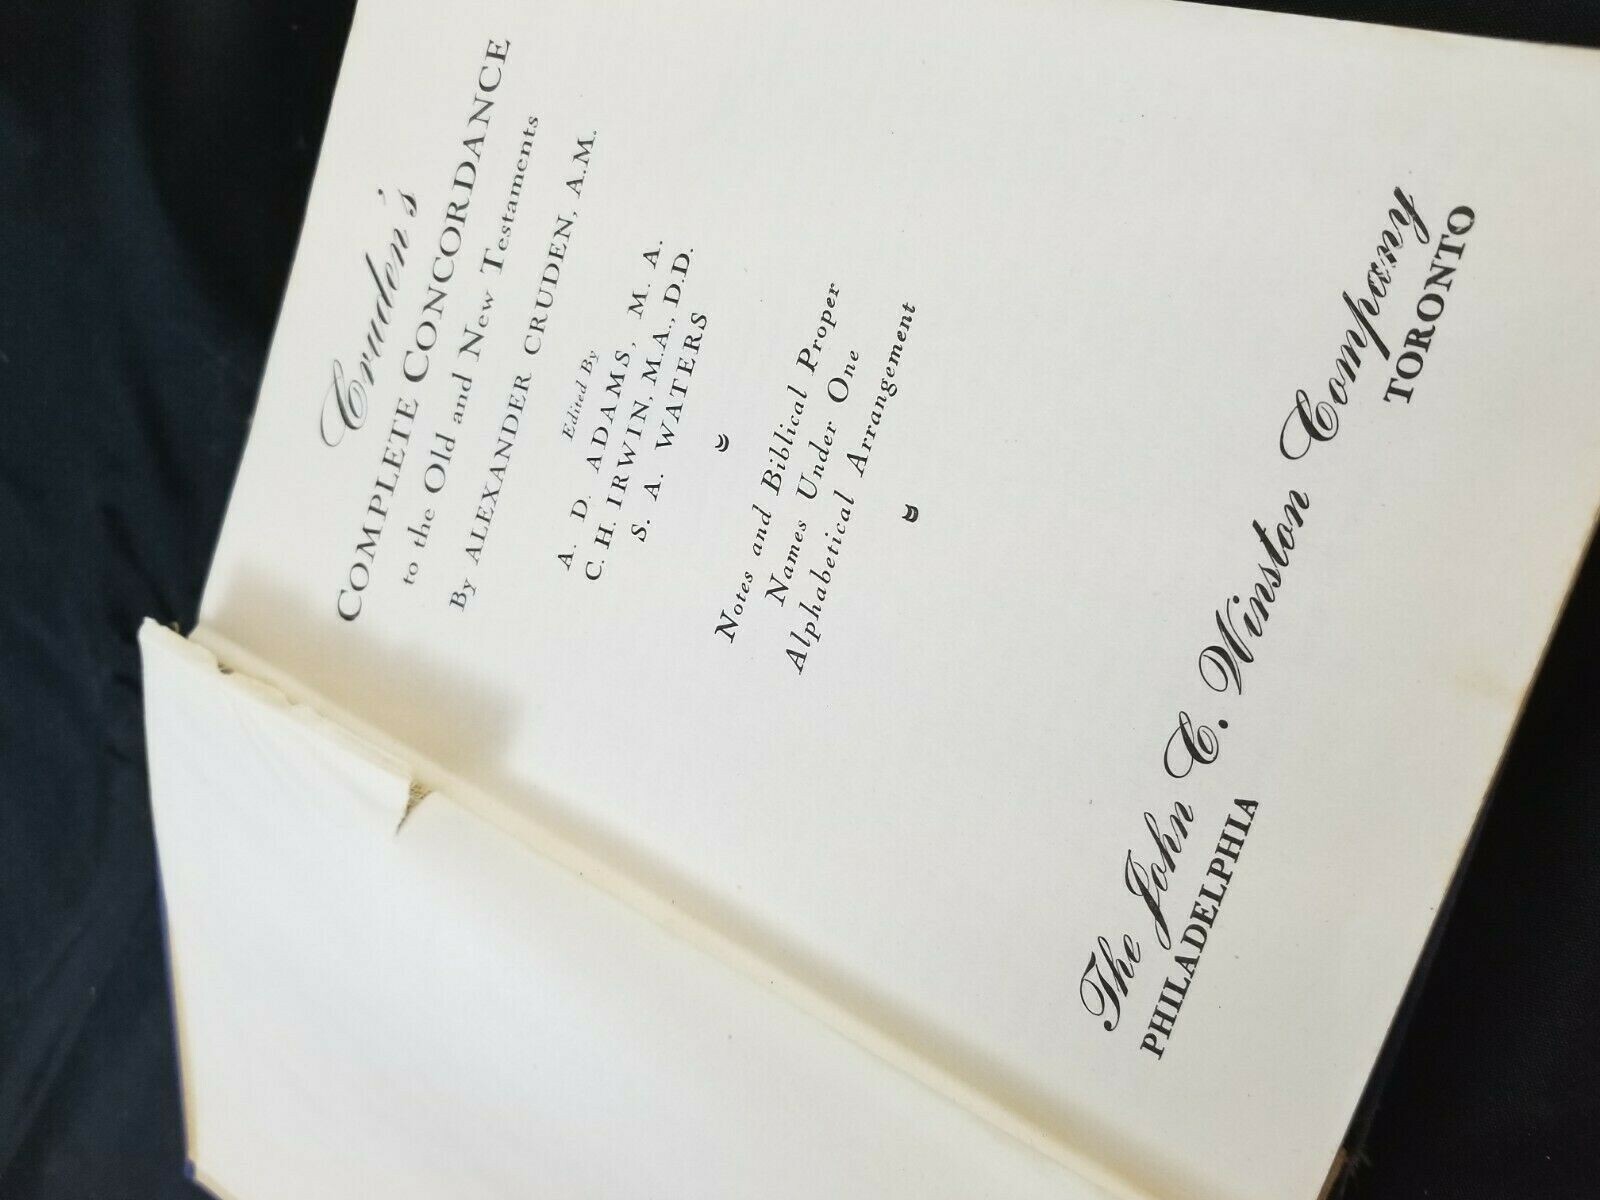 Cruden's
COMPLETE CONCORDANCE
to the Old and New Testaments
By ALEXANDER CRUDEN, A.M.
Edited By
A. D. ADAMS, M. A.
C. H. IRWIN, M.A., D.D.
S. A. WATERS
Notes and Biblical Proper
Names Under One
Alphabetical Arrangement
The John C. Winston Company
PHILADELPHIA TORONTO